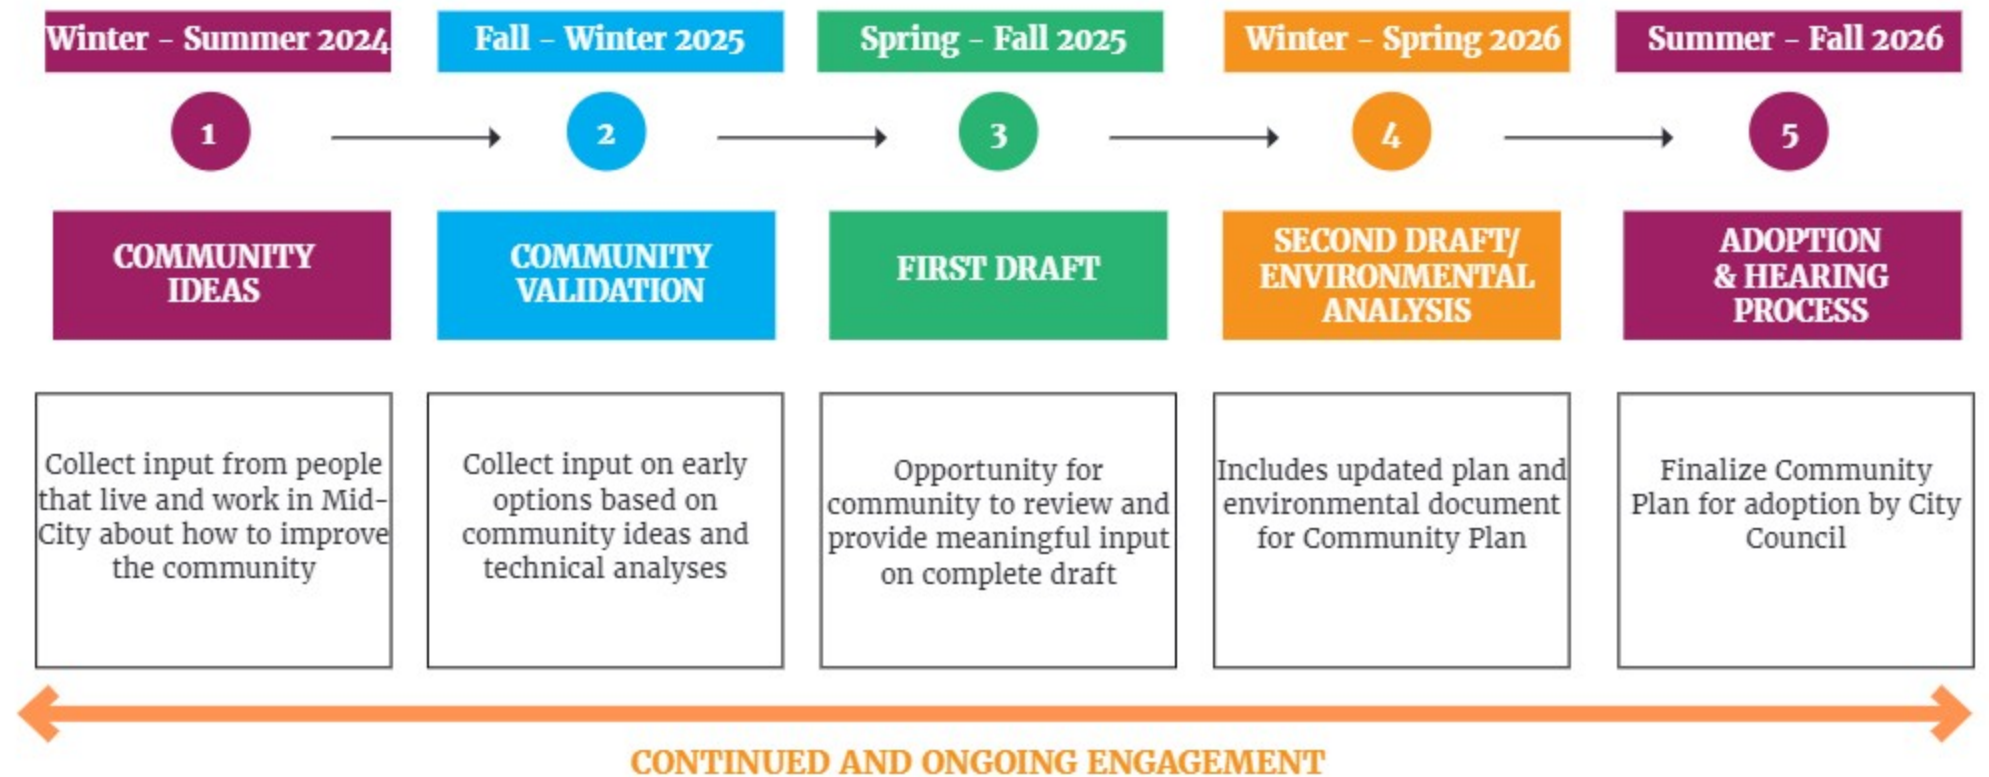 Winter – Summer 2024
Fall – Winter 2025
Spring – Fall 2025
Winter – Spring 2026
Summer – Fall 2026
1
2
3
4
5
COMMUNITY
IDEAS
COMMUNITY
VALIDATION
FIRST DRAFT
SECOND DRAFT/
ENVIRONMENTAL
ANALYSIS
ADOPTION
& HEARING
PROCESS
Collect input from people
that live and work in Mid-
City about how to improve
the community
Collect input on early
options based on
community ideas and
technical analyses
Opportunity for
community to review and
provide meaningful input
on complete draft
Includes updated plan and
environmental document
for Community Plan
Finalize Community
Plan for adoption by City
Council
CONTINUED AND ONGOING ENGAGEMENT